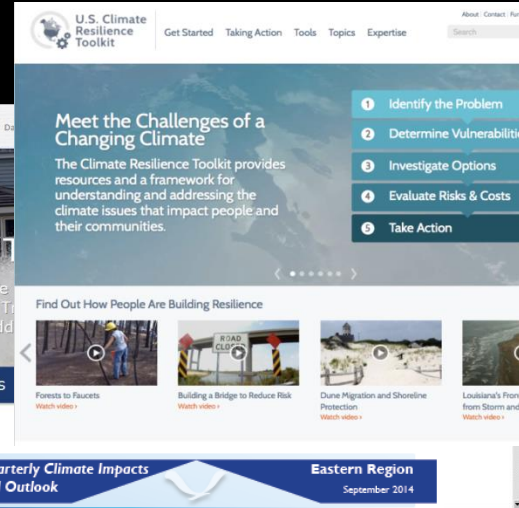 U.S. Climate
Resilience
Toolkit
Get Started Taking Action Tools Topics Expertise
About Contact
Search
Meet the Challenges of a
Changing Climate
The Climate Resilience Toolkit provides
resources and a framework for
understanding and addressing the
climate issues that impact people and
their communities.
1 Identify the Problem
2 Determine Vulnerabilitie
3 Investigate Options
4 Evaluate Risks & Costs
5 Take Action
Find Out How People Are Building Resilience
ROAD
CLOSED
Forests to Faucets
Watch video ›
Building a Bridge to Reduce Risk
Watch video ›
Dune Migration and Shoreline
Protection
Watch video ›
Louisiana's Fron
from Storm and
Watch video ›
arterly Climate Impacts
Outlook
Eastern Region
September 2014